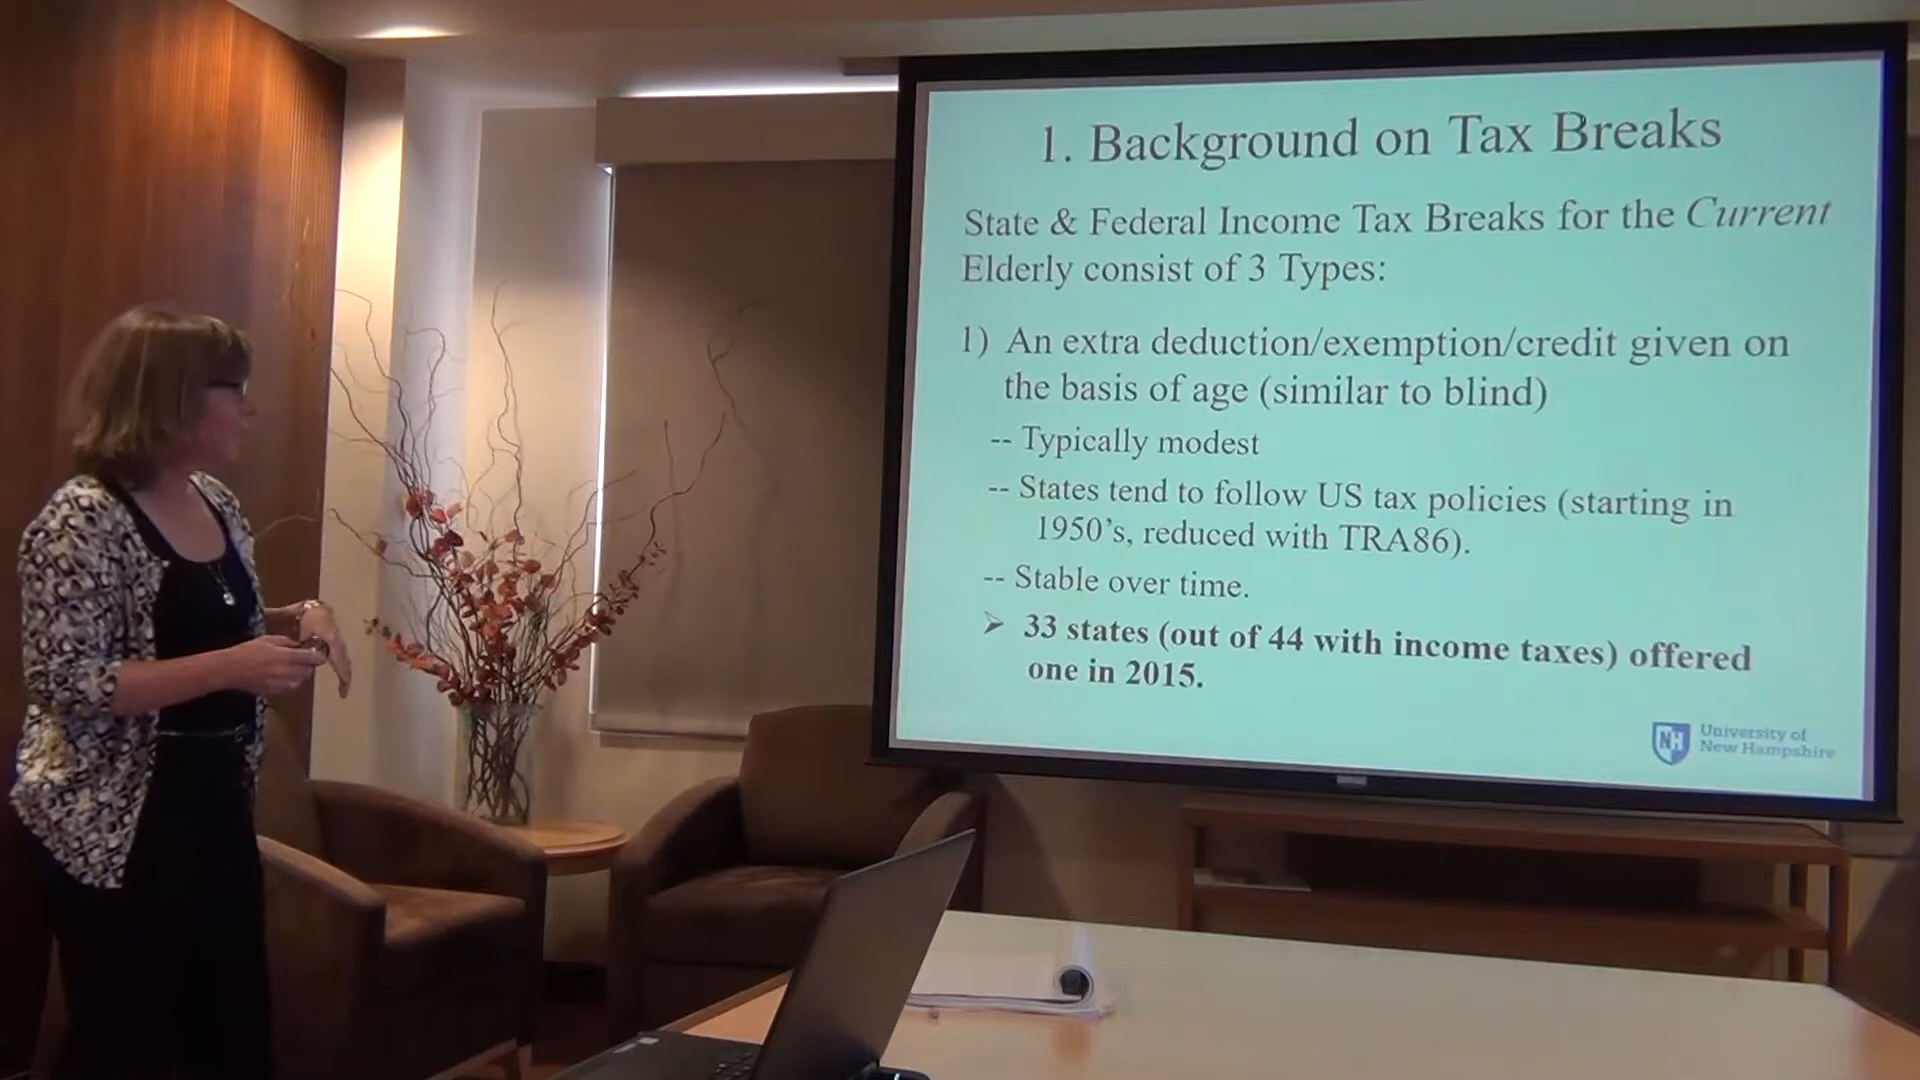 1. Background on Tax Breaks
State & Federal Income Tax Breaks for the Current
Elderly consist of 3 Types:
1) An extra deduction/exemption/credit given on
the basis of age (similar to blind)
-- Typically modest
-- States tend to follow US tax policies (starting in
1950's, reduced with TRA86).
-- Stable over time.
➢ 33 states (out of 44 with income taxes) offered
one in 2015.
NH
University of
New Hampshire